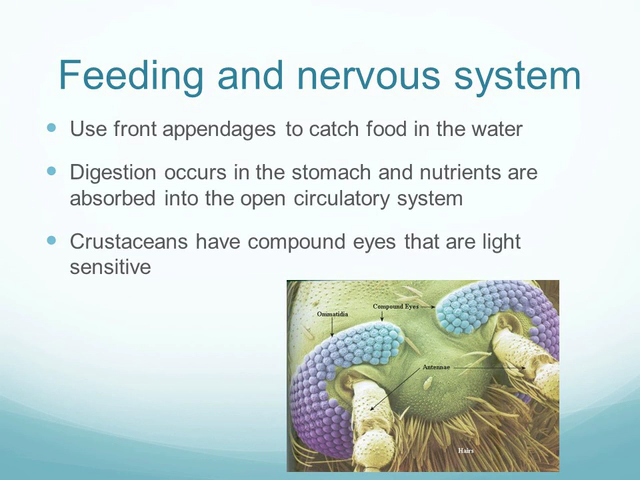 Feeding and nervous system
Use front appendages to catch food in the water
Digestion occurs in the stomach and nutrients are
absorbed into the open circulatory system
Crustaceans have compound eyes that are light
sensitive
Compound Eyes
Ommatidia
Antennae
Hairs